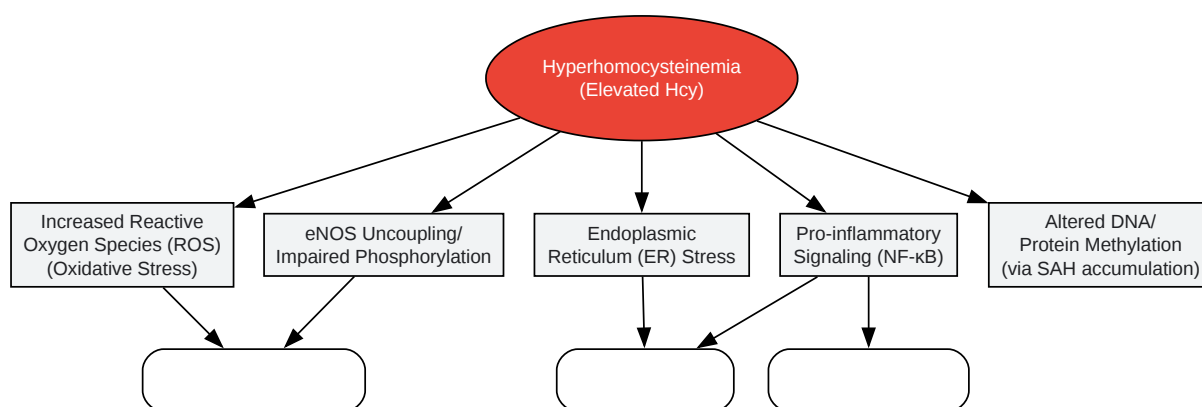 Hyperhomocysteinemia
(Elevated Hcy)
Increased Reactive
Oxygen Species (ROS)
(Oxidative Stress)
eNOS Uncoupling/
Impaired Phosphorylation
Endoplasmic
Reticulum (ER) Stress
Pro-inflammatory
Signaling (NF-κB)
Altered DNA/
Protein Methylation
(via SAH accumulation)